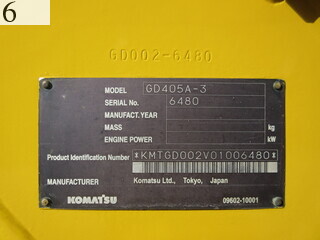 6
GD002-6480
MODEL GD405A-3
SERIAL No. 6480
MANUFACT.YEAR
MASS kg
ENGINE POWER kW
Product Identification Number *KMTGD002V01006480*
MANUFACTURER Komatsu Ltd., Tokyo, Japan
KOMATSU 09602-10001